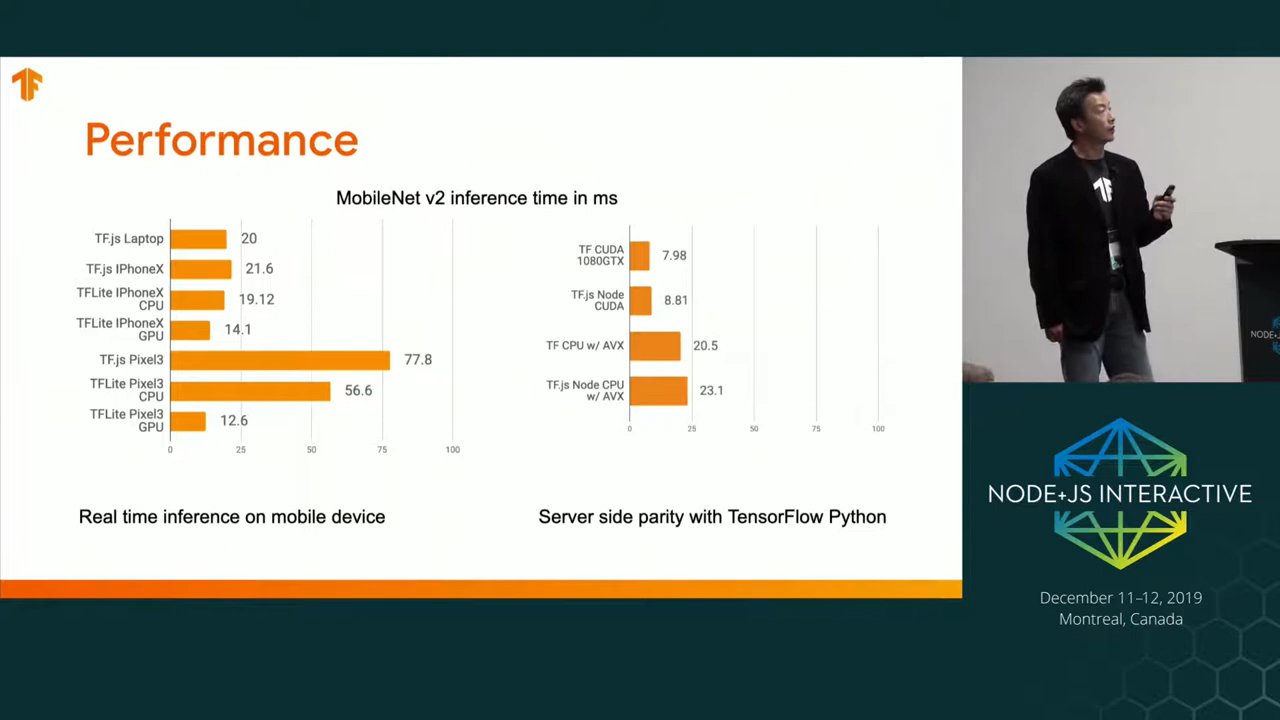 Performance
MobileNet v2 inference time in ms
TF.js Laptop
20
TF.js IPhoneX
21.6
TFLite IPhoneX
CPU
19.12
TFLite IPhoneX
GPU
14.1
TF.js Pixel3
77.8
TFLite Pixel3
CPU
56.6
TFLite Pixel3
GPU
12.6
0 25 50 75 100
Real time inference on mobile device
TF CUDA
1080GTX
7.98
TF.js Node
CUDA
8.81
TF CPU w/ AVX
20.5
TF.js Node CPU
w/ AVX
23.1
0 25 50 75 100
Server side parity with TensorFlow Python
NODE+JS INTERACTIVE
December 11–12, 2019
Montreal, Canada